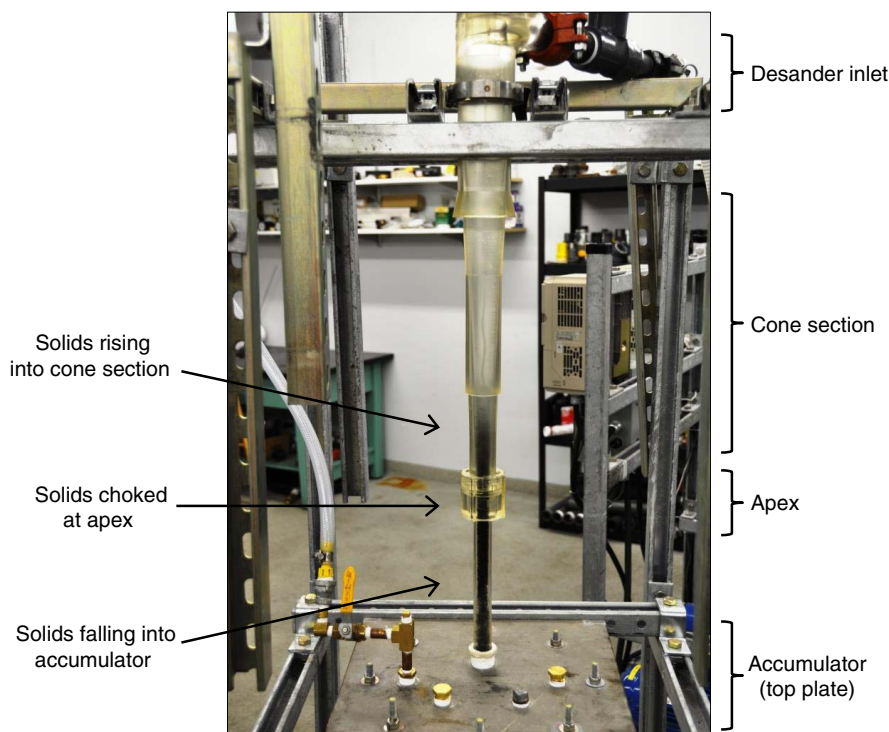 Desander inlet
Cone section
Solids rising
into cone section
Solids choked
at apex
Apex
Solids falling into
accumulator
Accumulator
(top plate)